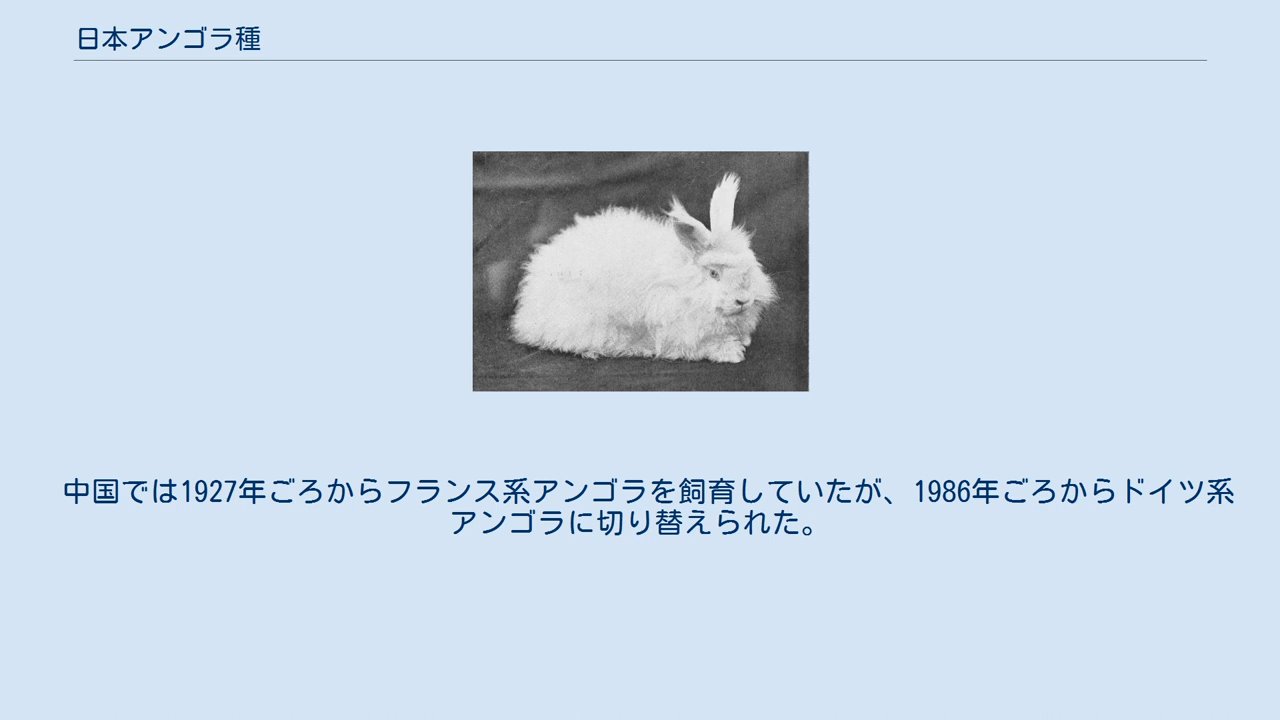 日本アンゴラ種
中国では1927年ごろからフランス系アンゴラを飼育していたが、1986年ごろからドイツ系
アンゴラに切り替えられた。